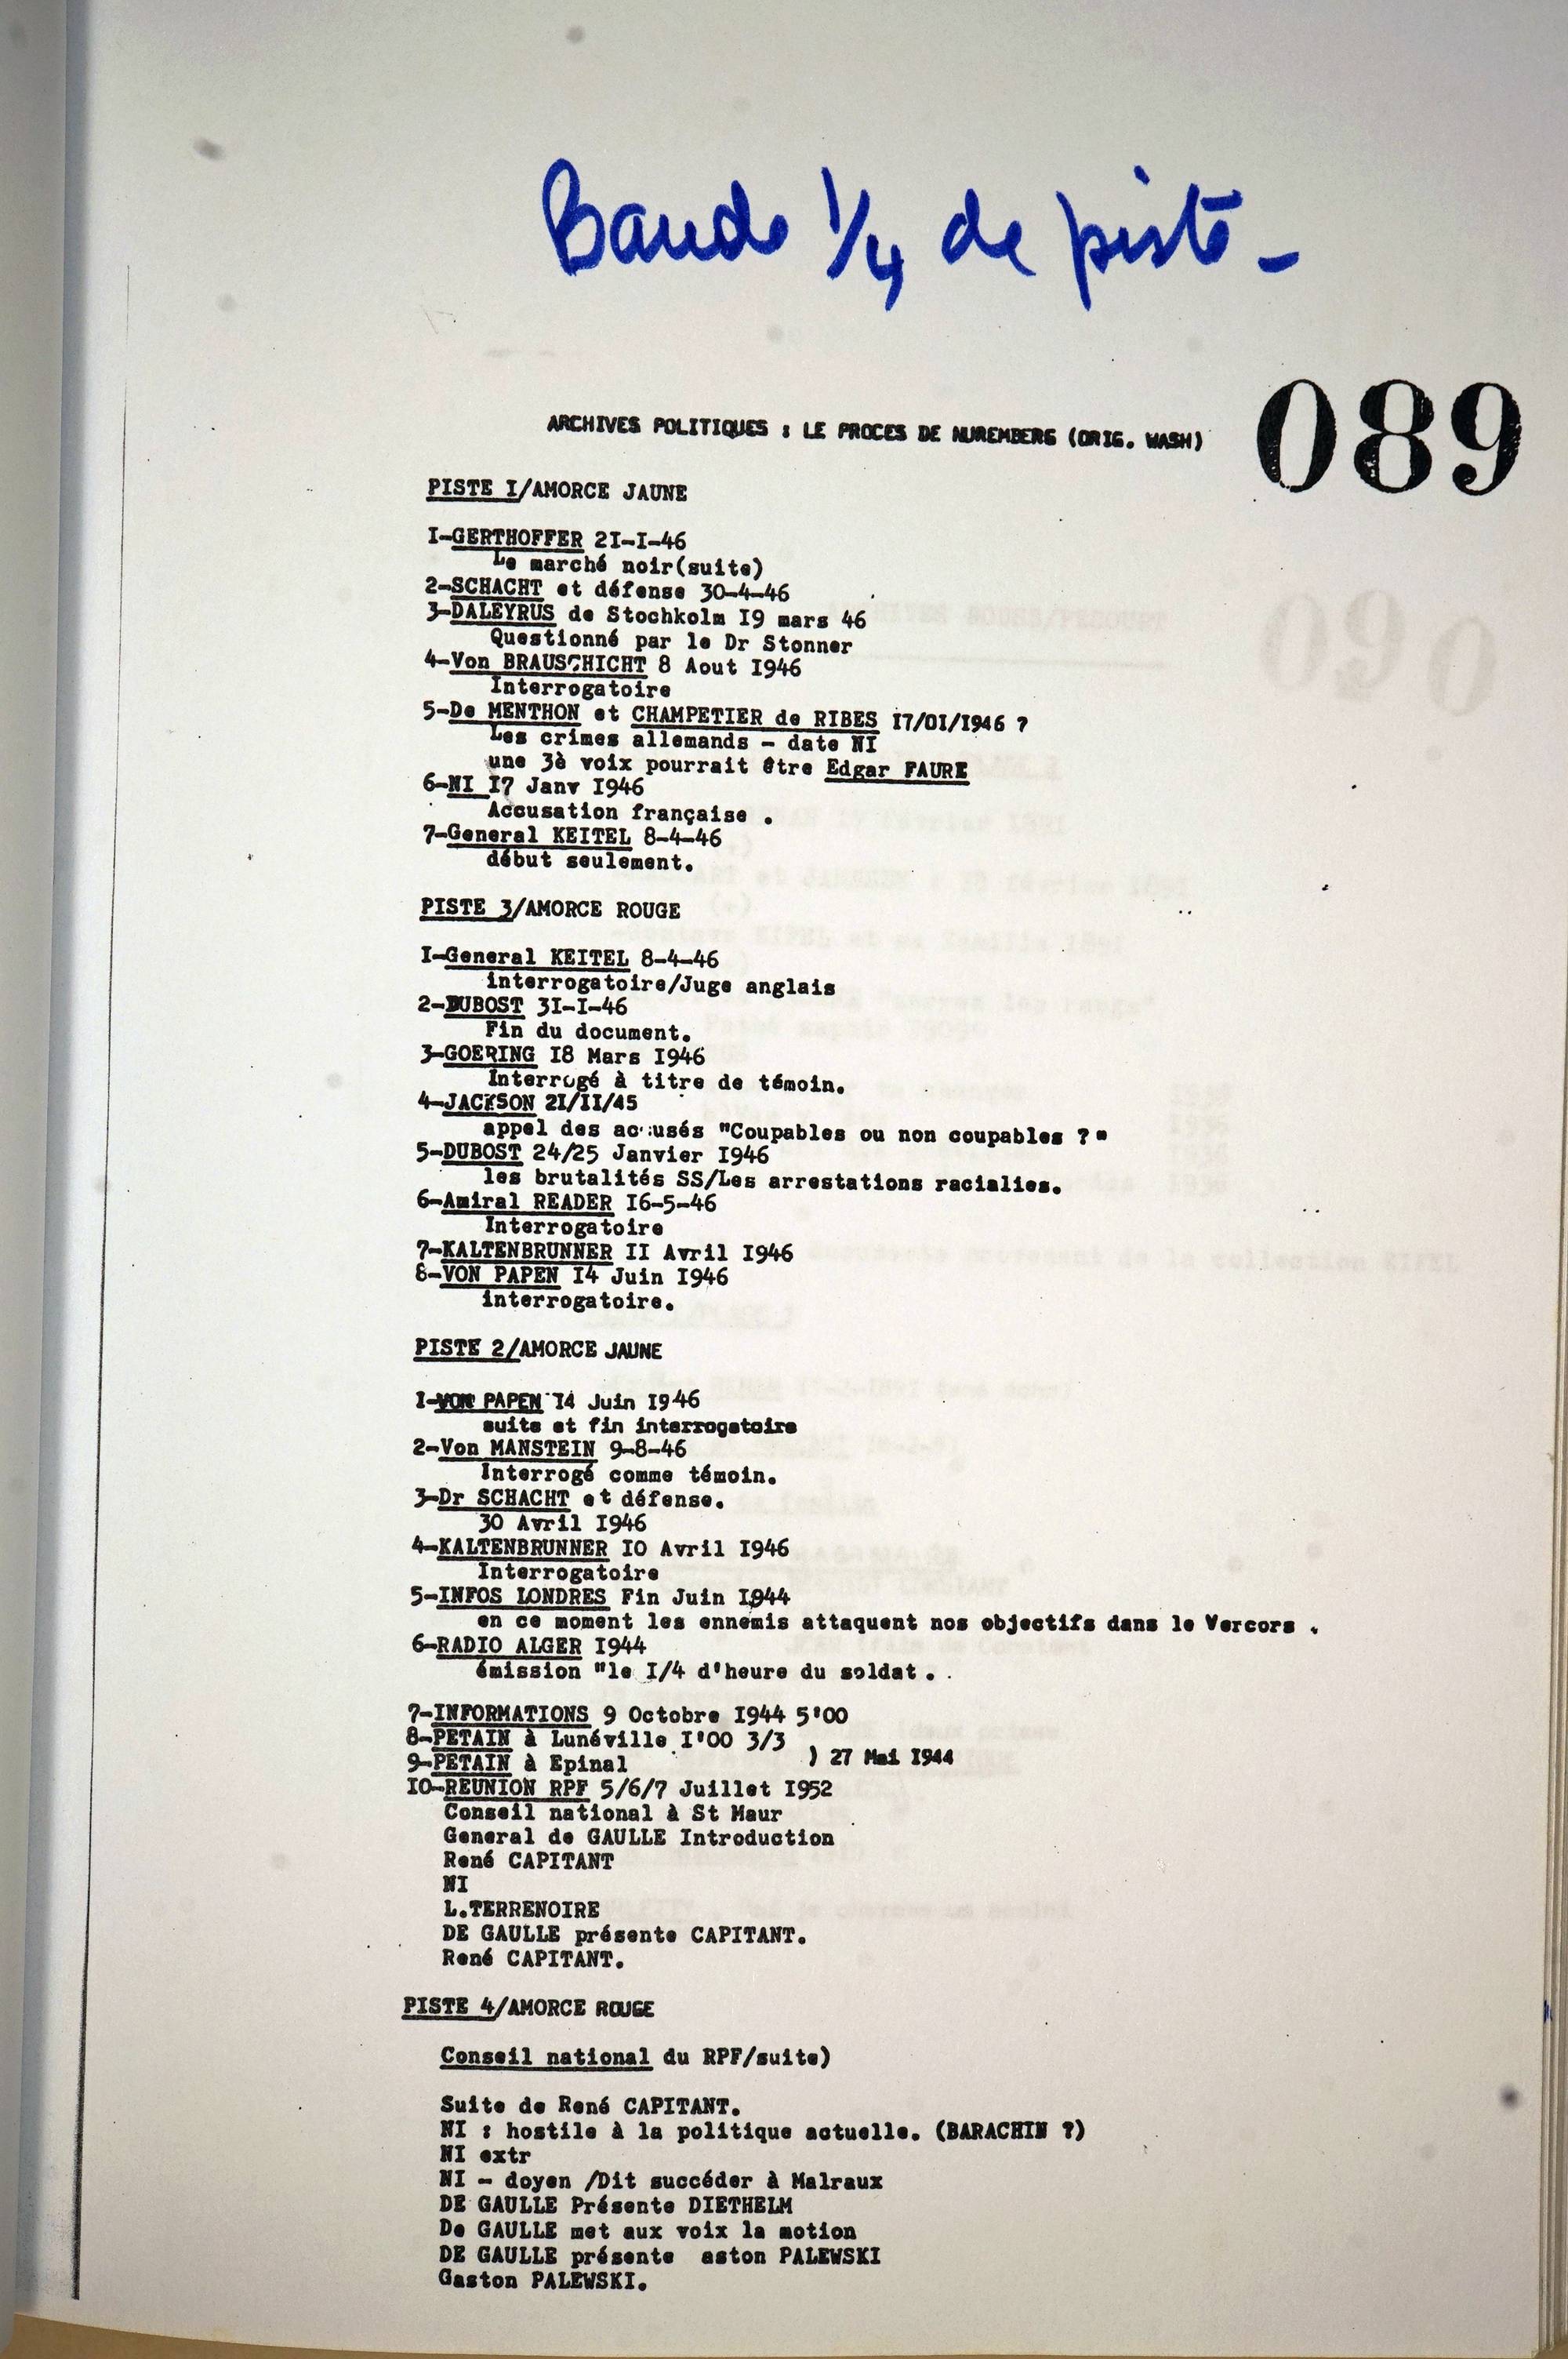 Bande 1/4 de piste -
089
ARCHIVES POLITIQUES : LE PROCES DE NUREMBERG (ORIG. WASH)
PISTE I/AMORCE JAUNE
I-GERTHOFFER 2I-I-46
Le marché noir(suite)
2-SCHACHT et défense 30-4-46
3-DALEYRUS de Stochkolm I9 mars 46
Questionné par le Dr Stonner
4-Von BRAUSCHICHT 8 Aout I946
Interrogatoire
5-De MENTHON et CHAMPETIER de RIBES I7/OI/I946 ?
Les crimes allemands - date NI
une 3è voix pourrait être Edgar FAURE
6-NI I7 Janv I946
Accusation française .
7-General KEITEL 8-4-46
début seulement.
PISTE 3/AMORCE ROUGE
I-General KEITEL 8-4-46
interrogatoire/Juge anglais
2-DUBOST 3I-I-46
Fin du document.
3-GOERING I8 Mars I946
Interrogé à titre de témoin.
4-JACKSON 2I/II/45
appel des accusés "Coupables ou non coupables ?"
5-DUBOST 24/25 Janvier I946
les brutalités SS/Les arrestations racialies.
6-Amiral READER I6-5-46
Interrogatoire
7-KALTENBRUNNER II Avril I946
8-VON PAPEN I4 Juin I946
interrogatoire.
PISTE 2/AMORCE JAUNE
I-VON PAPEN I4 Juin I946
suite et fin interrogatoire
2-Von MANSTEIN 9-8-46
Interrogé comme témoin.
3-Dr SCHACHT et défense.
30 Avril I946
4-KALTENBRUNNER IO Avril I946
Interrogatoire
5-INFOS LONDRES Fin Juin I944
en ce moment les ennemis attaquent nos objectifs dans le Vercors .
6-RADIO ALGER I944
émission "le I/4 d'heure du soldat .
7-INFORMATIONS 9 Octobre I944 5'00
8-PETAIN à Lunéville I'00 3/3
) 27 Mai I944
9-PETAIN à Epinal
IO-REUNION RPF 5/6/7 Juillet I952
Conseil national à St Maur
General de GAULLE Introduction
René CAPITANT
NI
L.TERRENOIRE
DE GAULLE présente CAPITANT.
René CAPITANT.
PISTE 4/AMORCE ROUGE
Conseil national du RPF/suite)
Suite de René CAPITANT.
NI : hostile à la politique actuelle. (BARACHIN ?)
NI extr
NI - doyen /Dit succéder à Malraux
DE GAULLE Présente DIETHELM
De GAULLE met aux voix la motion
DE GAULLE présente aston PALEWSKI
Gaston PALEWSKI.